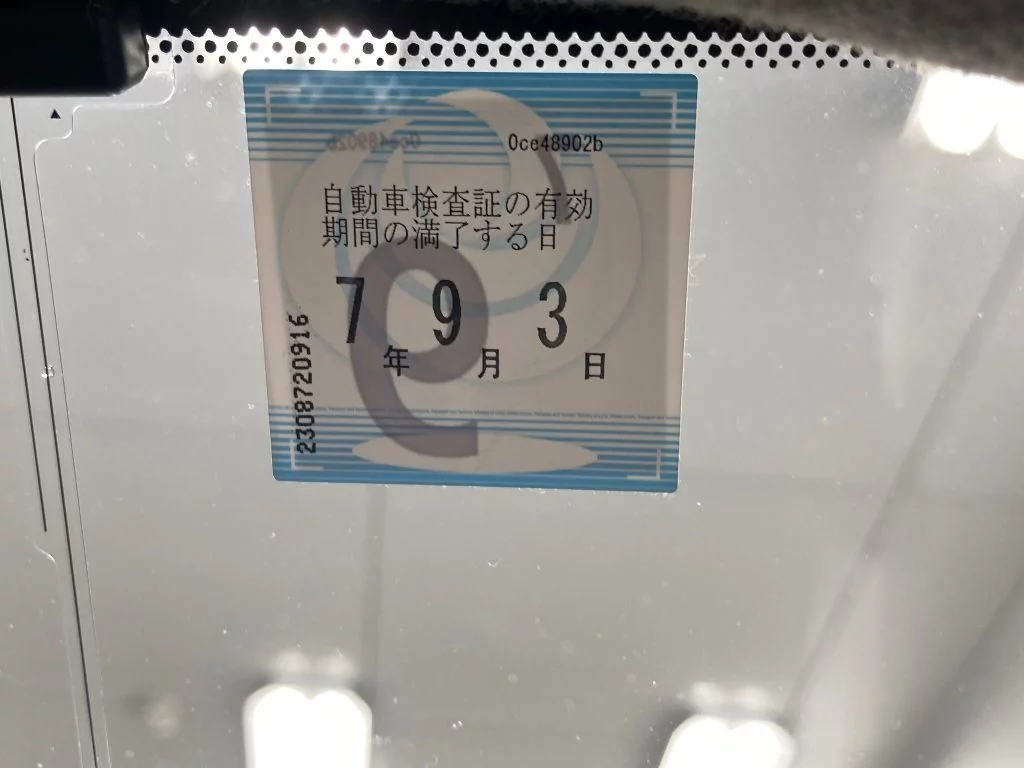 0ce48902b
自動車検査証の有効
期間の満了する日
7年 9月 3日
2308720916